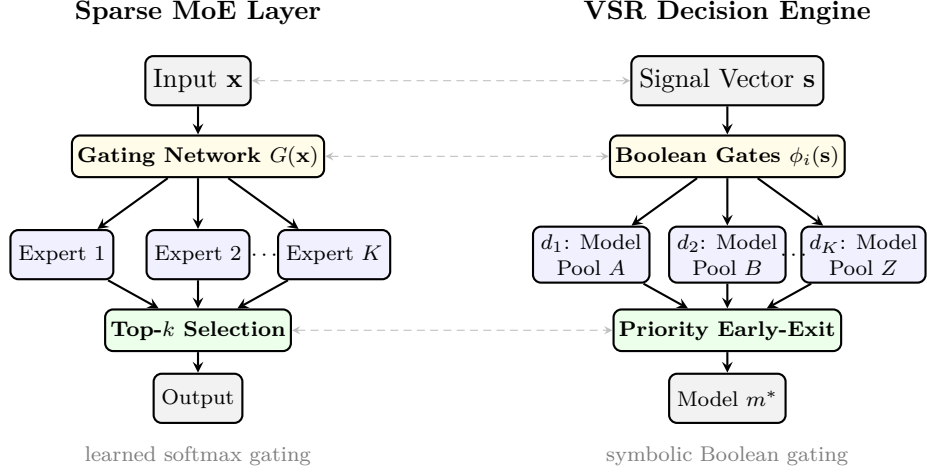 Sparse MoE Layer
Input x
Gating Network G(x)
Expert 1
Expert 2
...
Expert K
Top-k Selection
Output
learned softmax gating
VSR Decision Engine
Signal Vector s
Boolean Gates ϕᵢ(s)
d₁: Model
Pool A
d₂: Model
Pool B
...
d_K: Model
Pool Z
Priority Early-Exit
Model m*
symbolic Boolean gating